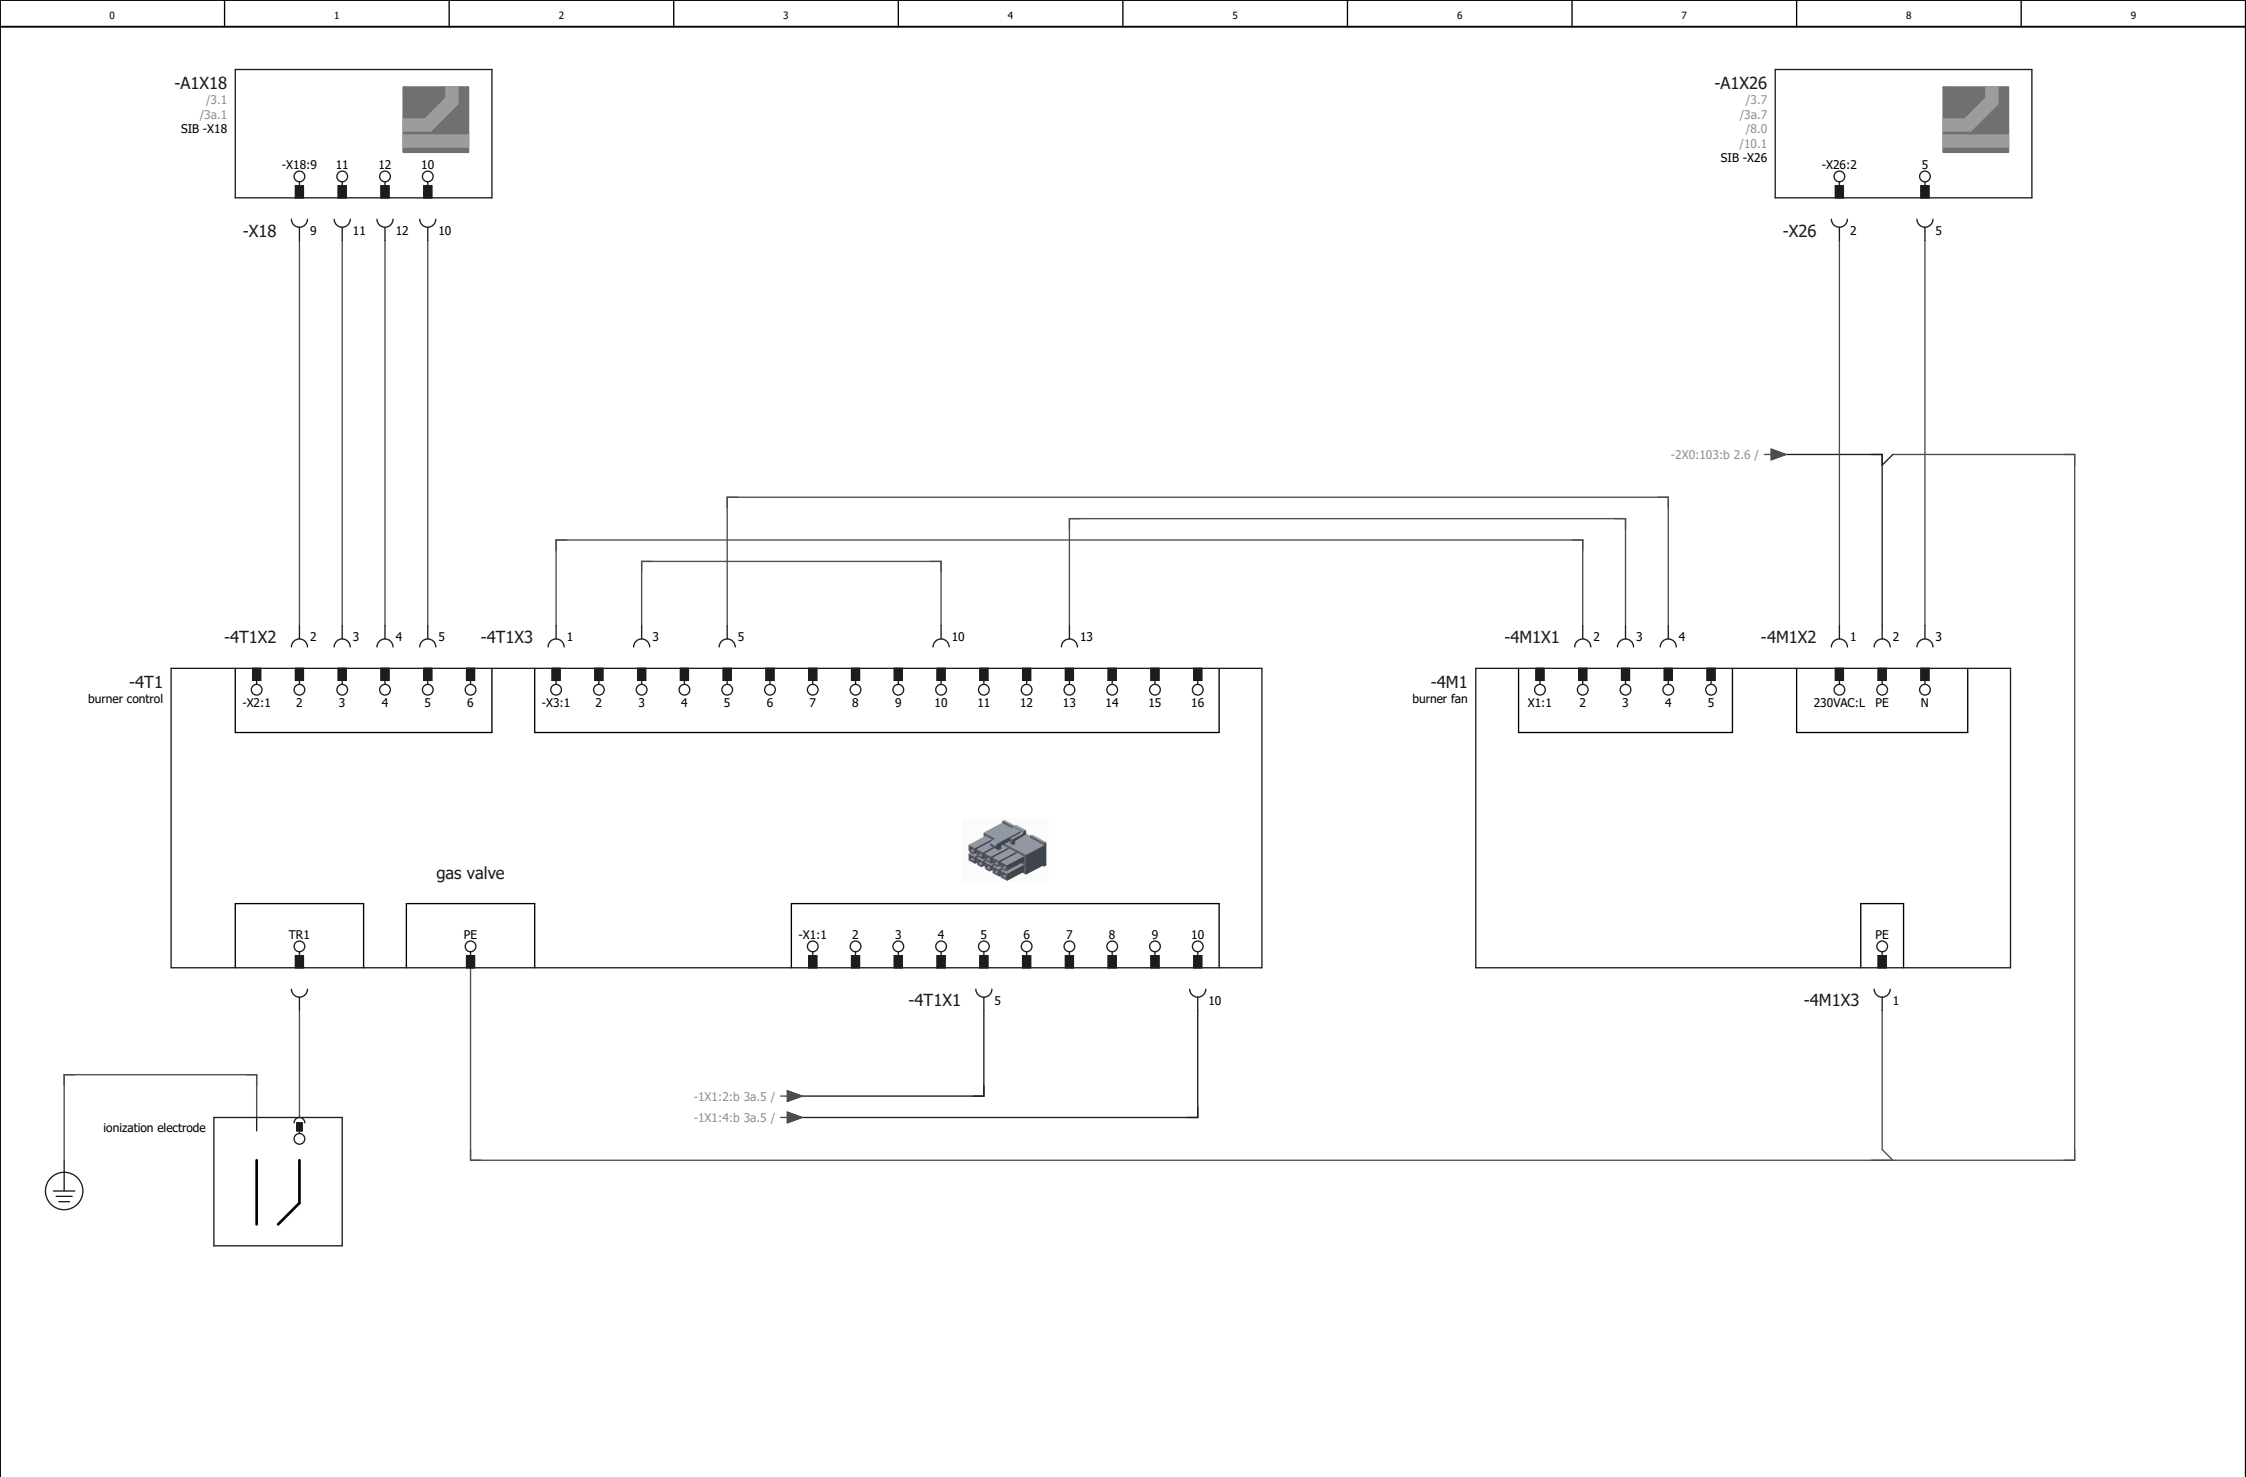 0 1 2 3 4 5 6 7 8 9
-A1X18
/3.1
/3a.1
SIB -X18
-X18:9 11 12 10
-X18 9 11 12 10
-A1X26
/3.7
/3a.7
/8.0
/10.1
SIB -X26
-X26:2 5
-X26 2 5
-2X0:103:b 2.6 /
-4T1X2 2 3 4 5
-4T1X3 1 3 5 10 13
-4M1X1 2 3 4
-4M1X2 1 2 3
-4T1
burner control
-X2:1 2 3 4 5 6
-X3:1 2 3 4 5 6 7 8 9 10 11 12 13 14 15 16
-4M1
burner fan
X1:1 2 3 4 5
230VAC:L PE N
gas valve
TR1
PE
-X1:1 2 3 4 5 6 7 8 9 10
PE
-4T1X1 5 10
-4M1X3 1
-1X1:2:b 3a.5 /
-1X1:4:b 3a.5 /
ionization electrode